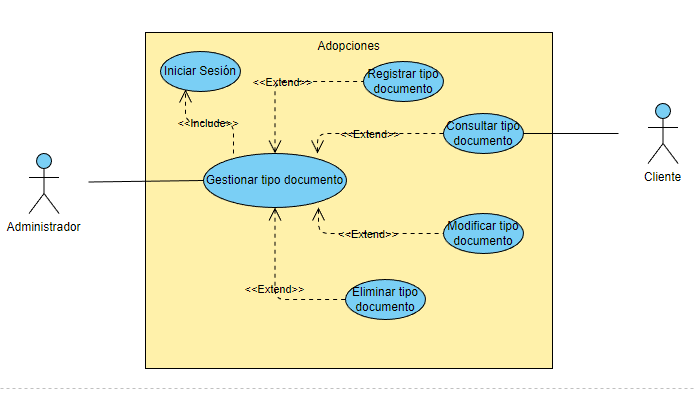 Adopciones
Iniciar Sesión
<<Extend>>
Registrar tipo
documento
<<Include>>
<<Extend>>
Consultar tipo
documento
Gestionar tipo documento
Administrador
Cliente
<<Extend>>
Modificar tipo
documento
<<Extend>>
Eliminar tipo
documento